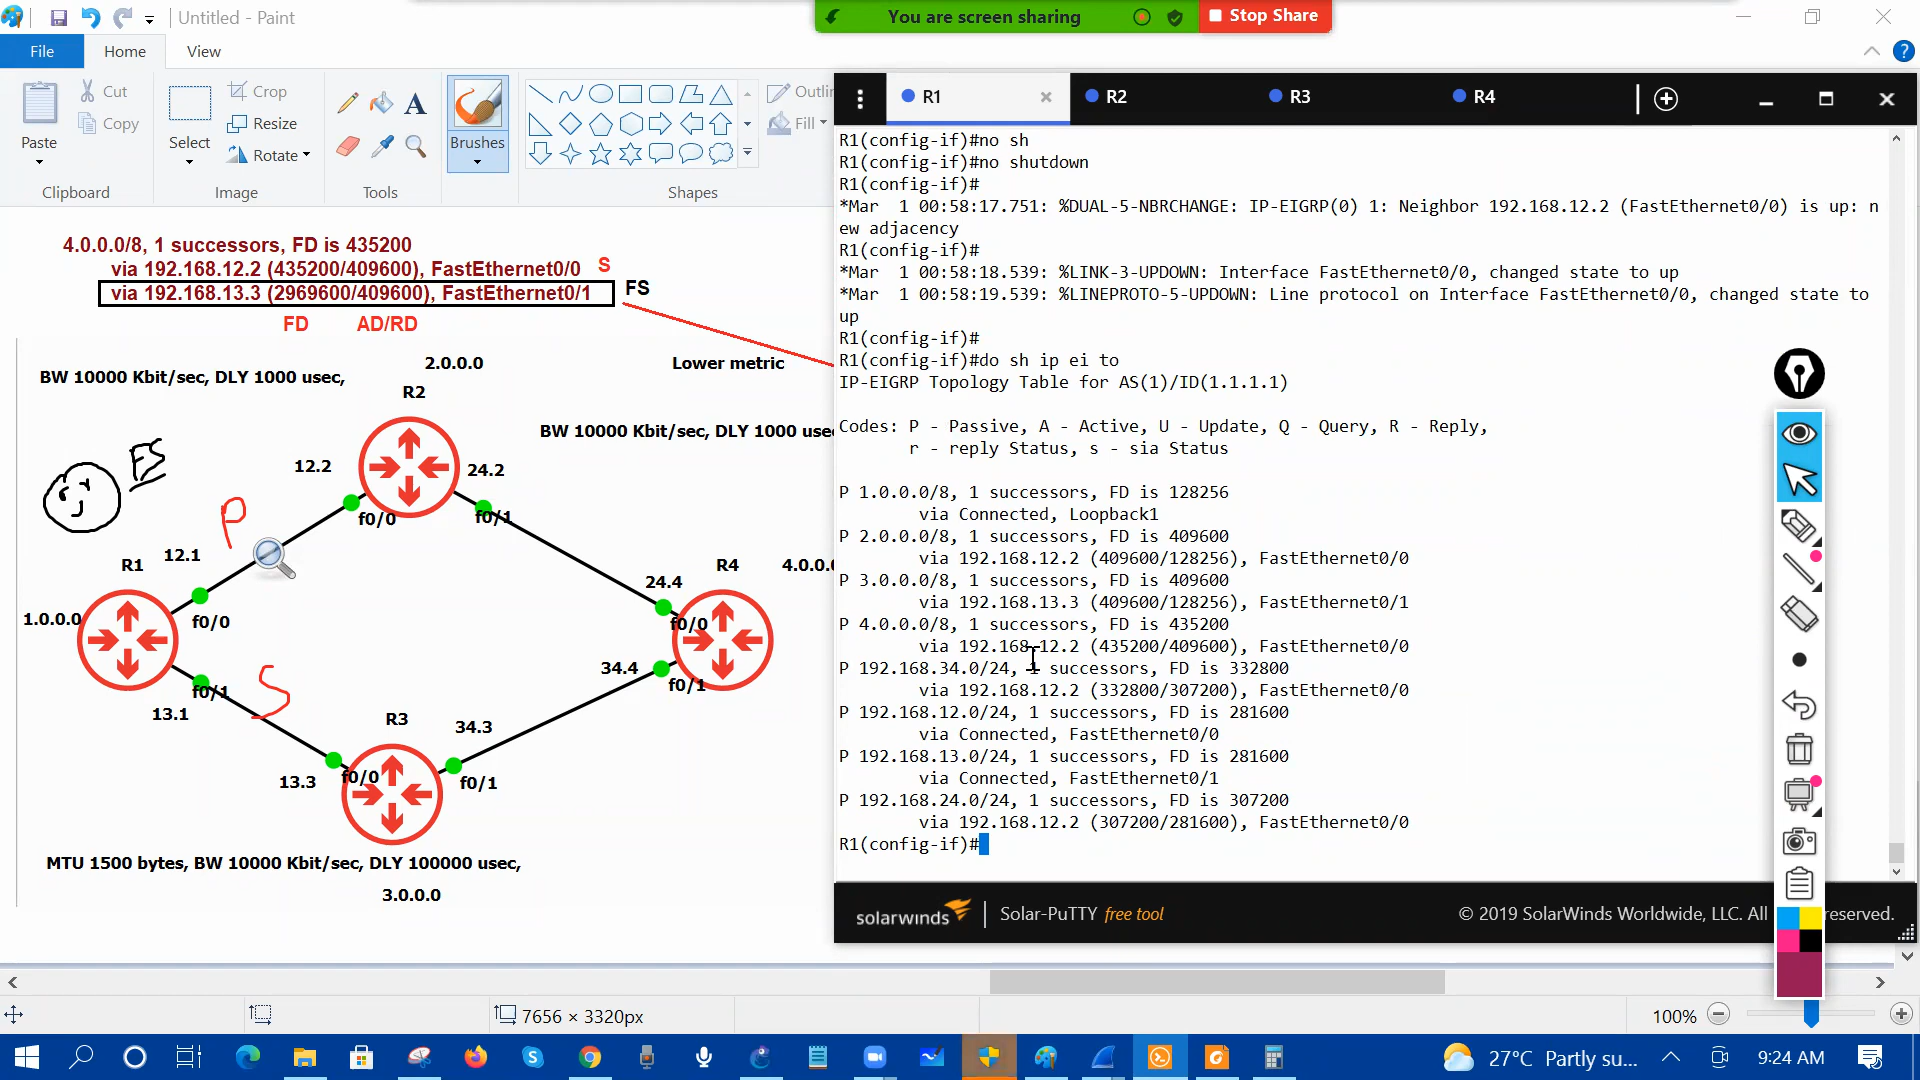 Untitled - Paint
You are screen sharing
Stop Share
File
Home
View
Paste
Cut
Copy
Clipboard
Select
Crop
Resize
Rotate
Image
Tools
Brushes
Shapes
Fill
4.0.0.0/8, 1 successors, FD is 435200
via 192.168.12.2 (435200/409600), FastEthernet0/0 S
via 192.168.13.3 (2969600/409600), FastEthernet0/1 FS
FD AD/RD
BW 10000 Kbit/sec, DLY 1000 usec,
2.0.0.0
Lower metric
R2
BW 10000 Kbit/sec, DLY 1000 usec
FS
12.2
24.2
P
f0/0
f0/1
R1
12.1
R4
4.0.0.
24.4
1.0.0.0
f0/0
f0/0
34.4
f0/1
f0/1
S
13.1
R3
34.3
13.3
f0/0
f0/1
MTU 1500 bytes, BW 10000 Kbit/sec, DLY 100000 usec,
3.0.0.0
R1
R2
R3
R4
R1(config-if)#no sh
R1(config-if)#no shutdown
R1(config-if)#
*Mar  1 00:58:17.751: %DUAL-5-NBRCHANGE: IP-EIGRP(0) 1: Neighbor 192.168.12.2 (FastEthernet0/0) is up: n
ew adjacency
R1(config-if)#
*Mar  1 00:58:18.539: %LINK-3-UPDOWN: Interface FastEthernet0/0, changed state to up
*Mar  1 00:58:19.539: %LINEPROTO-5-UPDOWN: Line protocol on Interface FastEthernet0/0, changed state to
up
R1(config-if)#
R1(config-if)#do sh ip ei to
IP-EIGRP Topology Table for AS(1)/ID(1.1.1.1)
Codes: P - Passive, A - Active, U - Update, Q - Query, R - Reply,
r - reply Status, s - sia Status
P 1.0.0.0/8, 1 successors, FD is 128256
via Connected, Loopback1
P 2.0.0.0/8, 1 successors, FD is 409600
via 192.168.12.2 (409600/128256), FastEthernet0/0
P 3.0.0.0/8, 1 successors, FD is 409600
via 192.168.13.3 (409600/128256), FastEthernet0/1
P 4.0.0.0/8, 1 successors, FD is 435200
via 192.168.12.2 (435200/409600), FastEthernet0/0
P 192.168.34.0/24, 1 successors, FD is 332800
via 192.168.12.2 (332800/307200), FastEthernet0/0
P 192.168.12.0/24, 1 successors, FD is 281600
via Connected, FastEthernet0/0
P 192.168.13.0/24, 1 successors, FD is 281600
via Connected, FastEthernet0/1
P 192.168.24.0/24, 1 successors, FD is 307200
via 192.168.12.2 (307200/281600), FastEthernet0/0
R1(config-if)#
solarwinds
Solar-PuTTY free tool
© 2019 SolarWinds Worldwide, LLC. All reserved.
7656 × 3320px
100%
27°C Partly su...
9:24 AM